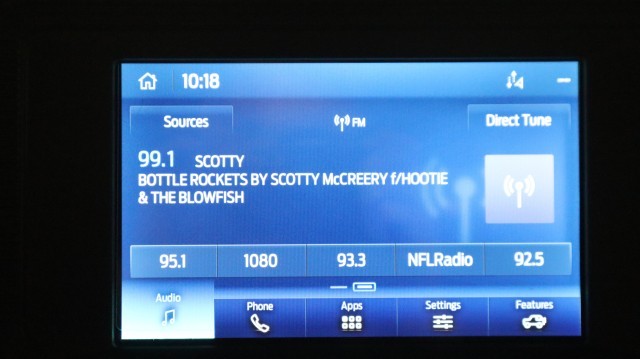 10:18
Sources
FM
Direct Tune
99.1 SCOTTY
BOTTLE ROCKETS BY SCOTTY McCREERY f/HOOTIE
& THE BLOWFISH
95.1 1080 93.3 NFLRadio 92.5
Audio Phone Apps Settings Features